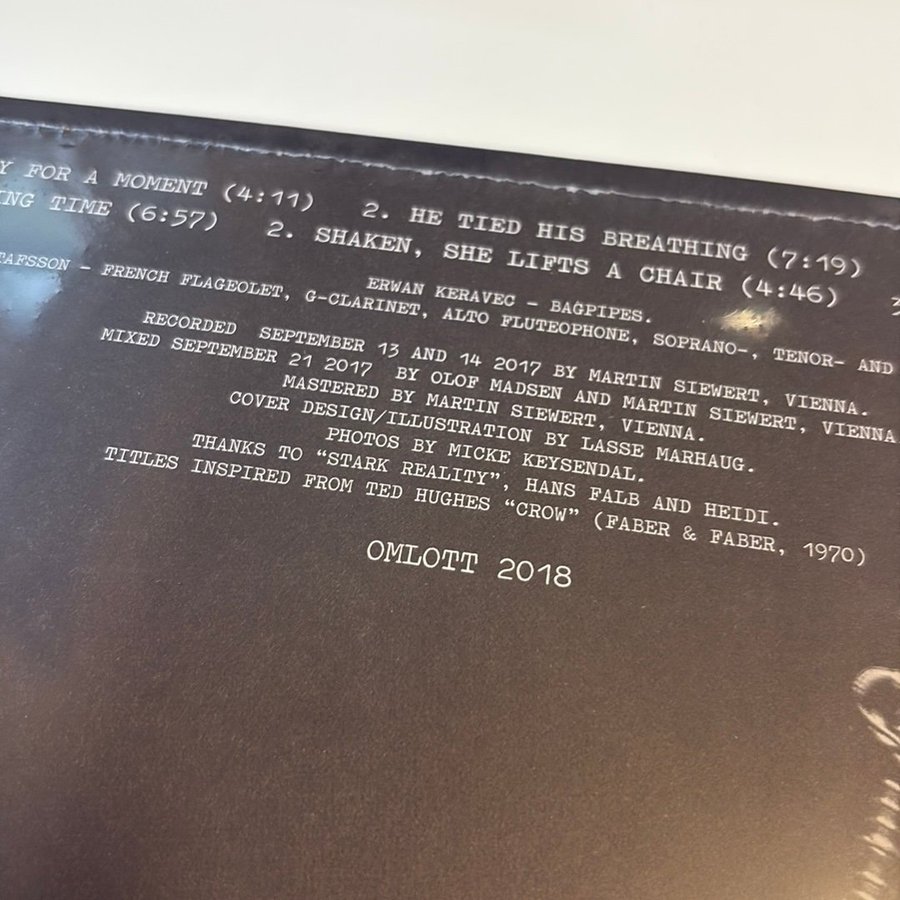 Y FOR A MOMENT (4:11) 2. HE TIED HIS BREATHING (7:19)
ING TIME (6:57) 2. SHAKEN, SHE LIFTS A CHAIR (4:46) 3
ERWAN KERAVEC – BAGPIPES.
TAFSSON – FRENCH FLAGEOLET, G-CLARINET, ALTO FLUTEOPHONE, SOPRANO-, TENOR- AND
RECORDED SEPTEMBER 13 AND 14 2017 BY MARTIN SIEWERT, VIENNA.
MIXED SEPTEMBER 21 2017 BY OLOF MADSEN AND MARTIN SIEWERT, VIENNA
MASTERED BY MARTIN SIEWERT, VIENNA.
COVER DESIGN/ILLUSTRATION BY LASSE MARHAUG.
PHOTOS BY MICKE KEYSENDAL.
THANKS TO “STARK REALITY”, HANS FALB AND HEIDI.
TITLES INSPIRED FROM TED HUGHES “CROW” (FABER & FABER, 1970)
OMLOTT 2018